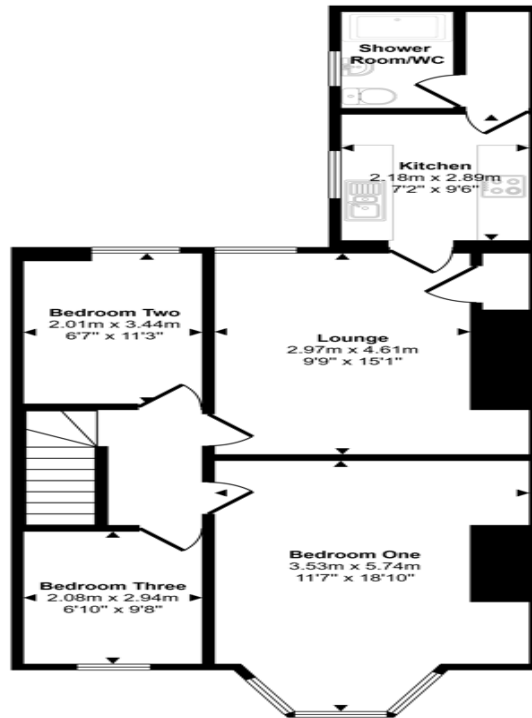 Shower
Room/WC
Kitchen
2.18m x 2.89m
7'2" x 9'6"
Bedroom Two
2.01m x 3.44m
6'7" x 11'3"
Lounge
2.97m x 4.61m
9'9" x 15'1"
Bedroom One
3.53m x 5.74m
11'7" x 18'10"
Bedroom Three
2.08m x 2.94m
6'10" x 9'8"